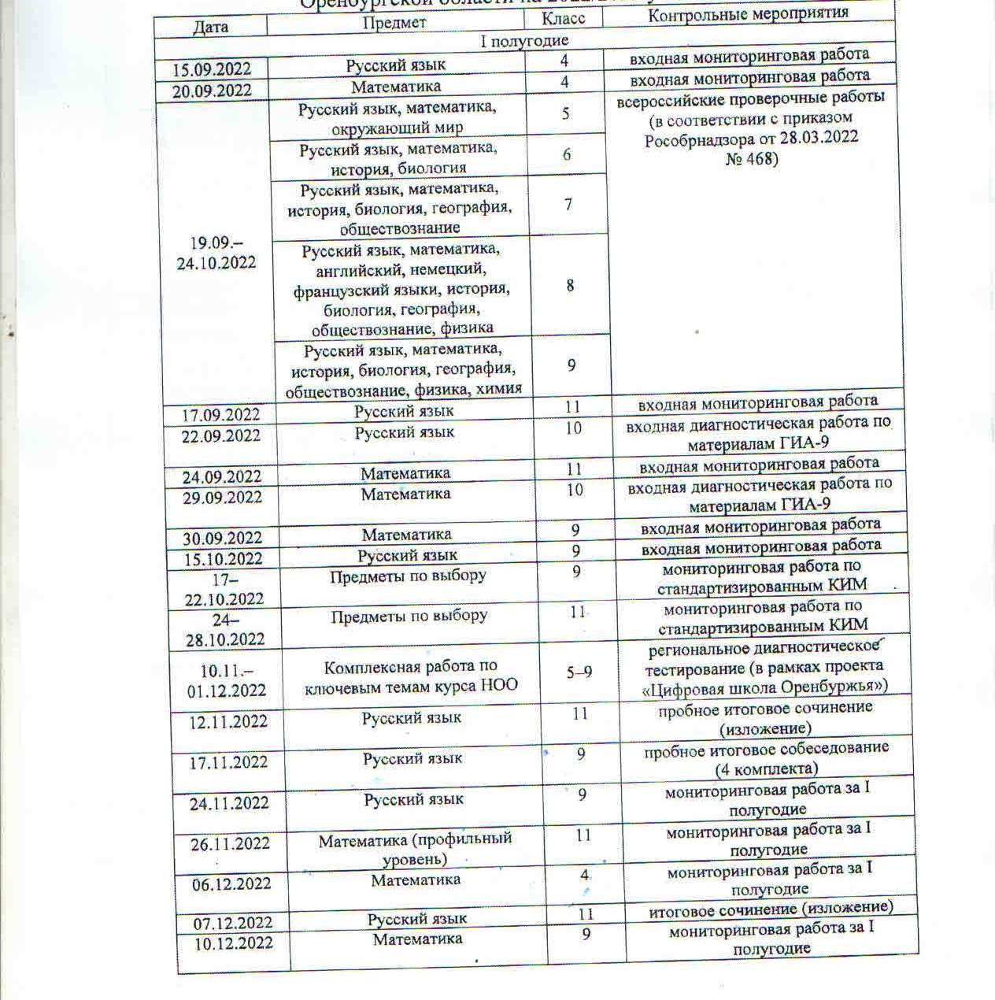 Оренбургской области на
Дата Предмет Класс Контрольные мероприятия
I полугодие
15.09.2022 Русский язык 4 входная мониторинговая работа
20.09.2022 Математика 4 входная мониторинговая работа
19.09.–
24.10.2022
Русский язык, математика,
окружающий мир
5
всероссийские проверочные работы
(в соответствии с приказом
Рособрнадзора от 28.03.2022
№ 468)
Русский язык, математика,
история, биология
6
Русский язык, математика,
история, биология, география,
обществознание
7
Русский язык, математика,
английский, немецкий,
французский языки, история,
биология, география,
обществознание, физика
8
Русский язык, математика,
история, биология, география,
обществознание, физика, химия
9
17.09.2022 Русский язык 11 входная мониторинговая работа
22.09.2022 Русский язык 10 входная диагностическая работа по
материалам ГИА-9
24.09.2022 Математика 11 входная мониторинговая работа
29.09.2022 Математика 10 входная диагностическая работа по
материалам ГИА-9
30.09.2022 Математика 9 входная мониторинговая работа
15.10.2022 Русский язык 9 входная мониторинговая работа
17– Предметы по выбору 9 мониторинговая работа по
22.10.2022 стандартизированным КИМ
24– Предметы по выбору 11 мониторинговая работа по
28.10.2022 стандартизированным КИМ
10.11.–
01.12.2022
Комплексная работа по
ключевым темам курса НОО
5–9
региональное диагностическое
тестирование (в рамках проекта
«Цифровая школа Оренбуржья»)
12.11.2022 Русский язык 11 пробное итоговое сочинение
(изложение)
17.11.2022 Русский язык 9 пробное итоговое собеседование
(4 комплекта)
24.11.2022 Русский язык 9 мониторинговая работа за I
полугодие
26.11.2022 Математика (профильный 11 мониторинговая работа за I
уровень) полугодие
06.12.2022 Математика 4 мониторинговая работа за I
полугодие
07.12.2022 Русский язык 11 итоговое сочинение (изложение)
10.12.2022 Математика 9 мониторинговая работа за I
полугодие